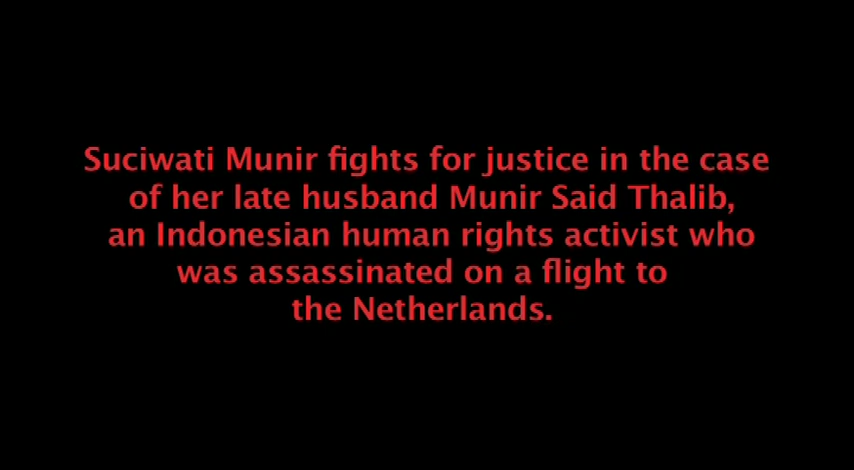 Suciwati Munir fights for justice in the case
of her late husband Munir Said Thalib,
an Indonesian human rights activist who
was assassinated on a flight to
the Netherlands.